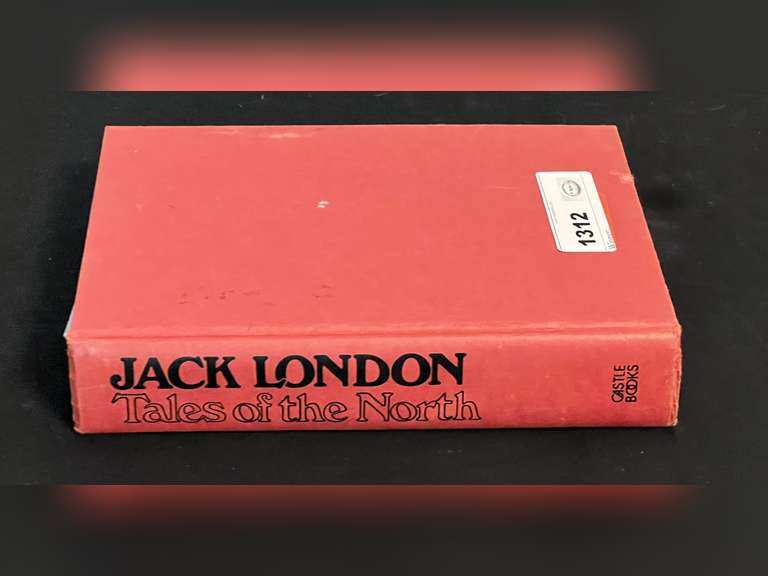 1312
JACK LONDON
Tales of the North
CASTLE
BOOKS